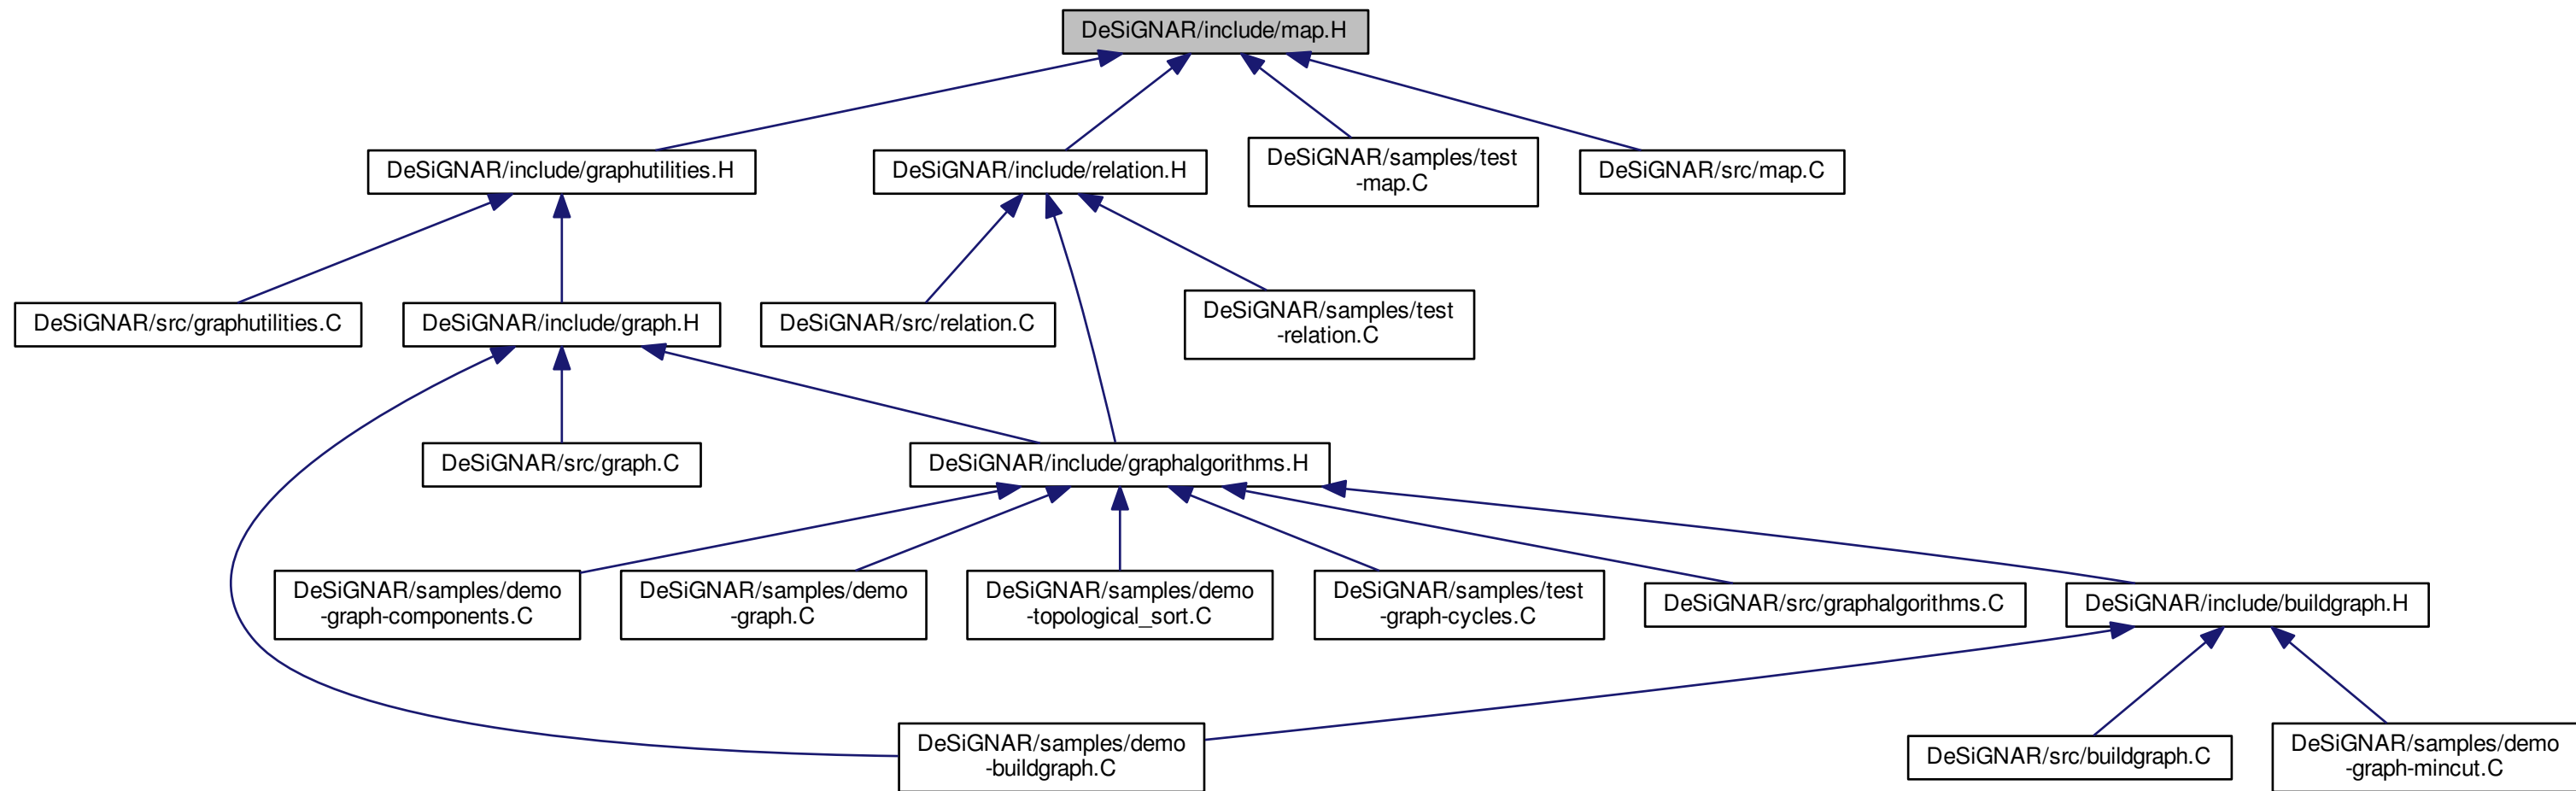 DeSiGNAR/include/map.H
DeSiGNAR/include/graphutilities.H
DeSiGNAR/include/relation.H
DeSiGNAR/samples/test
-map.C
DeSiGNAR/src/map.C
DeSiGNAR/src/graphutilities.C
DeSiGNAR/include/graph.H
DeSiGNAR/src/relation.C
DeSiGNAR/samples/test
-relation.C
DeSiGNAR/src/graph.C
DeSiGNAR/include/graphalgorithms.H
DeSiGNAR/samples/demo
-graph-components.C
DeSiGNAR/samples/demo
-graph.C
DeSiGNAR/samples/demo
-topological_sort.C
DeSiGNAR/samples/test
-graph-cycles.C
DeSiGNAR/src/graphalgorithms.C
DeSiGNAR/include/buildgraph.H
DeSiGNAR/samples/demo
-buildgraph.C
DeSiGNAR/src/buildgraph.C
DeSiGNAR/samples/demo
-graph-mincut.C